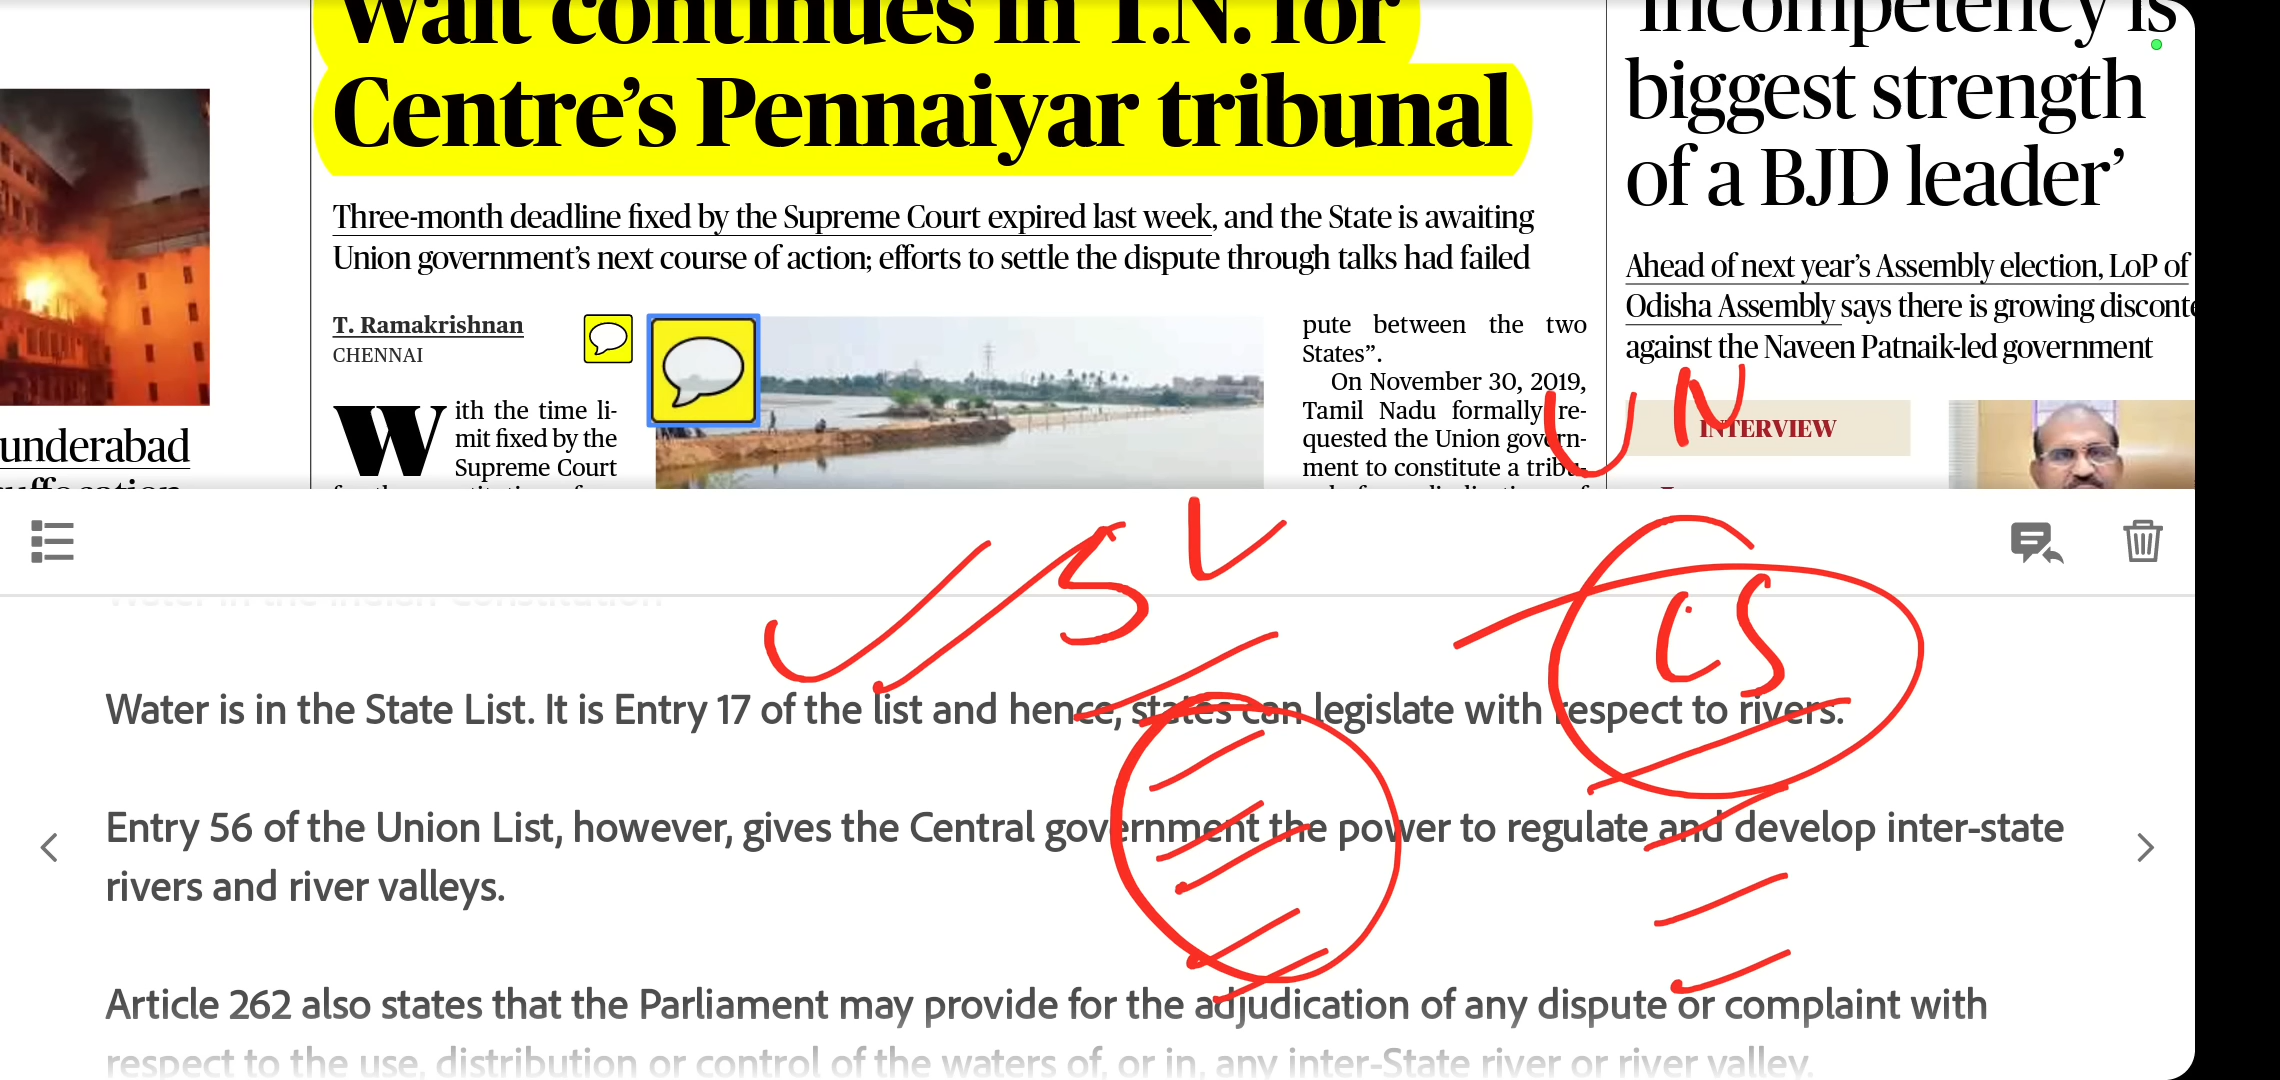 Wait continues in T.N. for
Centre’s Pennaiyar tribunal
Three-month deadline fixed by the Supreme Court expired last week, and the State is awaiting
Union government’s next course of action; efforts to settle the dispute through talks had failed
T. Ramakrishnan
CHENNAI
With the time li-
mit fixed by the
Supreme Court
pute between the two
States”.
On November 30, 2019,
Tamil Nadu formally re-
quested the Union govern-
ment to constitute a tribu-
‘Incompetency is
biggest strength
of a BJD leader’
Ahead of next year’s Assembly election, LoP of
Odisha Assembly says there is growing disconte
against the Naveen Patnaik-led government
INTERVIEW
underabad
UN
SL
CS
Water in the Indian Constitution
Water is in the State List. It is Entry 17 of the list and hence, states can legislate with respect to rivers.
Entry 56 of the Union List, however, gives the Central government the power to regulate and develop inter-state
rivers and river valleys.
Article 262 also states that the Parliament may provide for the adjudication of any dispute or complaint with
respect to the use, distribution or control of the waters of, or in, any inter-State river or river valley.